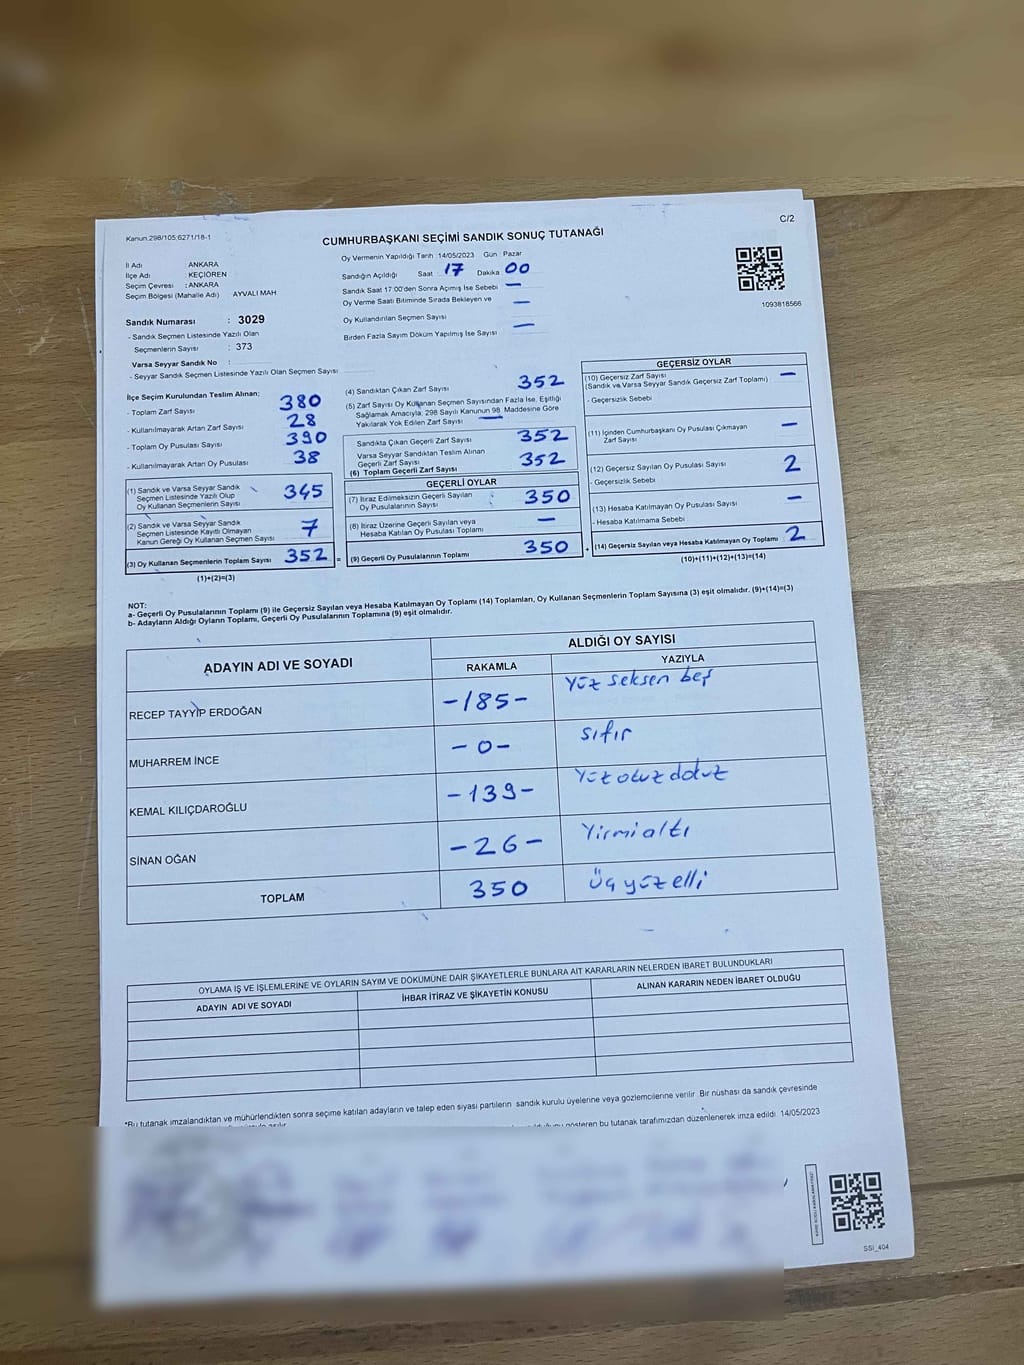 Kanun.298/105:6271/18-1
C/2
CUMHURBAŞKANI SEÇİMİ SANDIK SONUÇ TUTANAĞI
İl Adı : ANKARA
İlçe Adı : KEÇİÖREN
Seçim Çevresi : ANKARA
Seçim Bölgesi (Mahalle Adı) AYVALI MAH
Sandık Numarası : 3029
- Sandık Seçmen Listesinde Yazılı Olan
Seçmenlerin Sayısı : 373
Varsa Seyyar Sandık No :
- Seyyar Sandık Seçmen Listesinde Yazılı Olan Seçmen Sayısı
Oy Vermenin Yapıldığı Tarih 14/05/2023 Gün Pazar
Sandığın Açıldığı Saat 17 Dakika 00
Sandık Saat 17:00'den Sonra Açımış İse Sebebi —
Oy Verme Saati Bitiminde Sırada Bekleyen ve
Oy Kullandırılan Seçmen Sayısı —
Birden Fazla Sayım Döküm Yapılmış İse Sayısı —
1093818566
İlçe Seçim Kurulundan Teslim Alınan;
- Toplam Zarf Sayısı 380
- Kullanılmayarak Artan Zarf Sayısı 28
- Toplam Oy Pusulası Sayısı 390
- Kullanılmayarak Artan Oy Pusulası 38
(1) Sandık ve Varsa Seyyar Sandık
Seçmen Listesinde Yazılı Olup
Oy Kullanan Seçmenlerin Sayısı 345
(2) Sandık ve Varsa Seyyar Sandık
Seçmen Listesinde Kayıtlı Olmayan
Kanun Gereği Oy Kullanan Seçmen Sayısı 7
(3) Oy Kullanan Seçmenlerin Toplam Sayısı 352 =
(1)+(2)=(3)
(4) Sandıktan Çıkan Zarf Sayısı 352
(5) Zarf Sayısı Oy Kullanan Seçmen Sayısından Fazla İse, Eşitliği
Sağlamak Amacıyla; 298 Sayılı Kanunun 98. Maddesine Göre
Yakılarak Yok Edilen Zarf Sayısı —
Sandıkta Çıkan Geçerli Zarf Sayısı 352
Varsa Seyyar Sandıktan Teslim Alınan
Geçerli Zarf Sayısı
(6) Toplam Geçerli Zarf Sayısı 352
GEÇERLİ OYLAR
(7) İtiraz Edimeksizin Geçerli Sayılan
Oy Pusulalarının Sayısı 350
(8) İtiraz Üzerine Geçerli Sayılan veya
Hesaba Katılan Oy Pusulası Toplamı —
(9) Geçerli Oy Pusulalarının Toplamı 350 +
GEÇERSİZ OYLAR
(10) Geçersiz Zarf Sayısı —
(Sandık ve Varsa Seyyar Sandık Geçersiz Zarf Toplamı)
- Geçersizlik Sebebi
(11) İçinden Cumhurbaşkanı Oy Pusulası Çıkmayan
Zarf Sayısı —
(12) Geçersiz Sayılan Oy Pusulası Sayısı 2
- Geçersizlik Sebebi
(13) Hesaba Katılmayan Oy Pusulası Sayısı —
- Hesaba Katılmama Sebebi
(14) Geçersiz Sayılan veya Hesaba Katılmayan Oy Toplamı 2
(10)+(11)+(12)+(13)=(14)
NOT:
a- Geçerli Oy Pusulalarının Toplamı (9) ile Geçersiz Sayılan veya Hesaba Katılmayan Oy Toplamı (14) Toplamları, Oy Kullanan Seçmenlerin Toplam Sayısına (3) eşit olmalıdır. (9)+(14)=(3)
b- Adayların Aldığı Oyların Toplamı, Geçerli Oy Pusulalarının Toplamına (9) eşit olmalıdır.
ADAYIN ADI VE SOYADI
ALDIĞI OY SAYISI
RAKAMLA YAZIYLA
RECEP TAYYİP ERDOĞAN -185- Yüz seksen beş
MUHARREM İNCE -0- sıfır
KEMAL KILIÇDAROĞLU -139- Yüz otuz dokuz
SİNAN OĞAN -26- Yirmi altı
TOPLAM 350 Üç yüz elli
OYLAMA İŞ VE İŞLEMLERİNE VE OYLARIN SAYIM VE DÖKÜMÜNE DAİR ŞİKAYETLERLE BUNLARA AİT KARARLARIN NELERDEN İBARET BULUNDUKLARI
ADAYIN ADI VE SOYADI İHBAR İTİRAZ VE ŞİKAYETİN KONUSU ALINAN KARARIN NEDEN İBARET OLDUĞU
*Bu tutanak imzalandıktan ve mühürlendikten sonra seçime katılan adayların ve talep eden siyasi partilerin sandık kurulu üyelerine veya gözlemcilerine verilir. Bir nüshası da sandık çevresinde
gösteren bu tutanak tarafımızdan düzenlenerek imza edildi. 14/05/2023
SSI_404